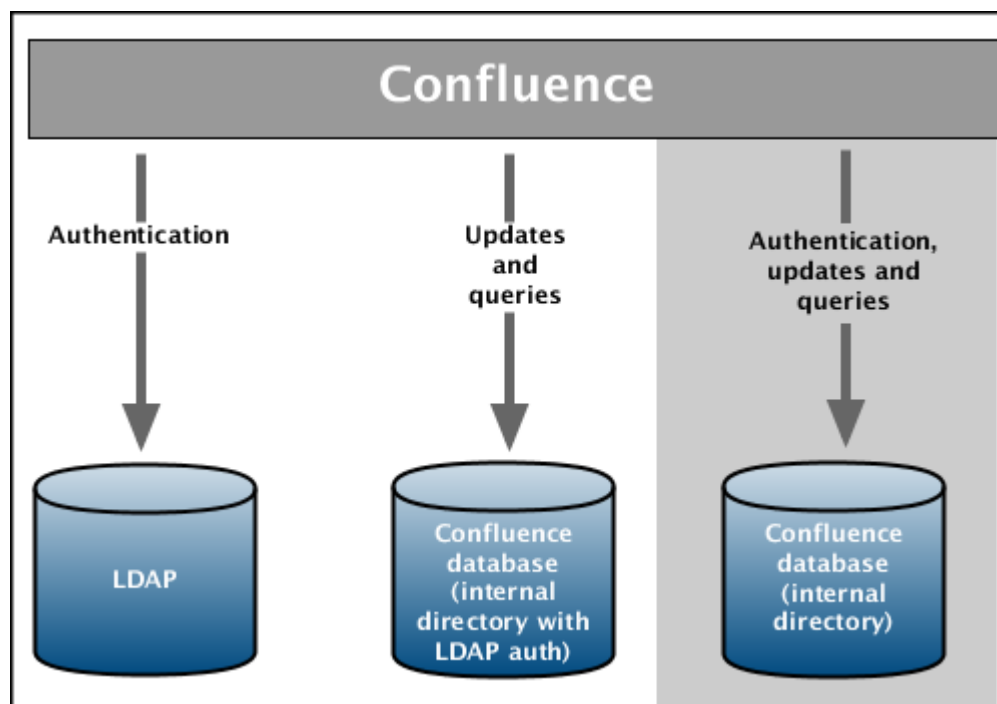 Confluence
Authentication
Updates
and
queries
Authentication,
updates and
queries
LDAP
Confluence
database
(internal
directory with
LDAP auth)
Confluence
database
(internal
directory)